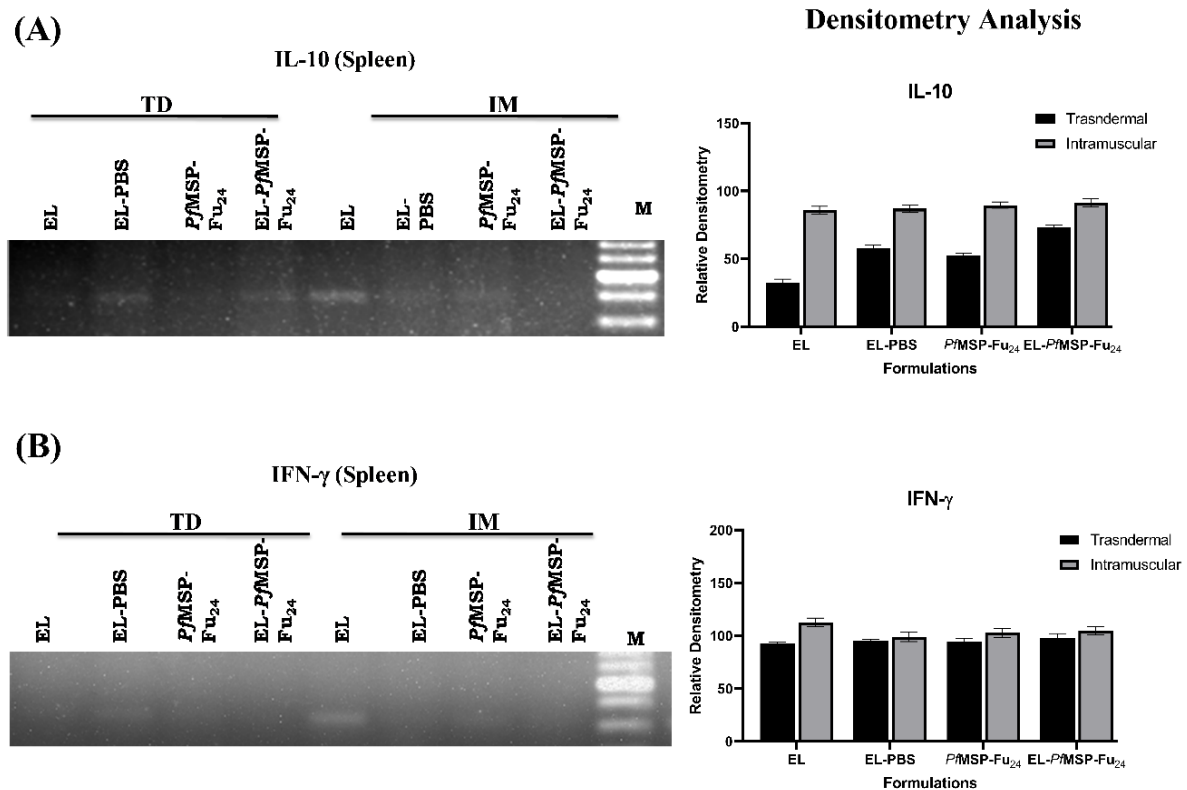 (A)
IL-10 (Spleen)
TD
IM
EL
EL-PBS
PfMSP-
Fu24
EL-PfMSP-
Fu24
EL
EL-
PBS
PfMSP-
Fu24
EL-PfMSP-
Fu24
M
Densitometry Analysis
IL-10
Trasndermal
Intramuscular
Relative Densitometry
150
100
50
0
EL
EL-PBS
PfMSP-Fu24
EL-PfMSP-Fu24
Formulations
(B)
IFN-γ (Spleen)
TD
IM
EL
EL-PBS
PfMSP-
Fu24
EL-PfMSP-
Fu24
EL
EL-PBS
PfMSP-
Fu24
EL-PfMSP-
Fu24
M
IFN-γ
Trasndermal
Intramuscular
Relative Densitometry
200
150
100
50
0
EL
EL-PBS
PfMSP-Fu24
EL-PfMSP-Fu24
Formulations